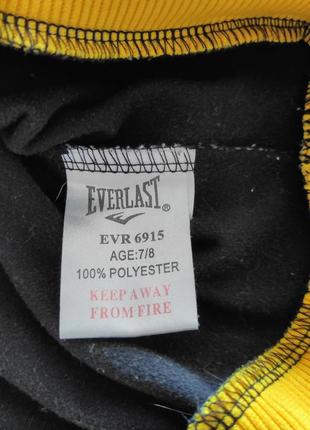 EVERLAST®
EVR 6915
AGE:7/8
100% POLYESTER
KEEP AWAY
FROM FIRE